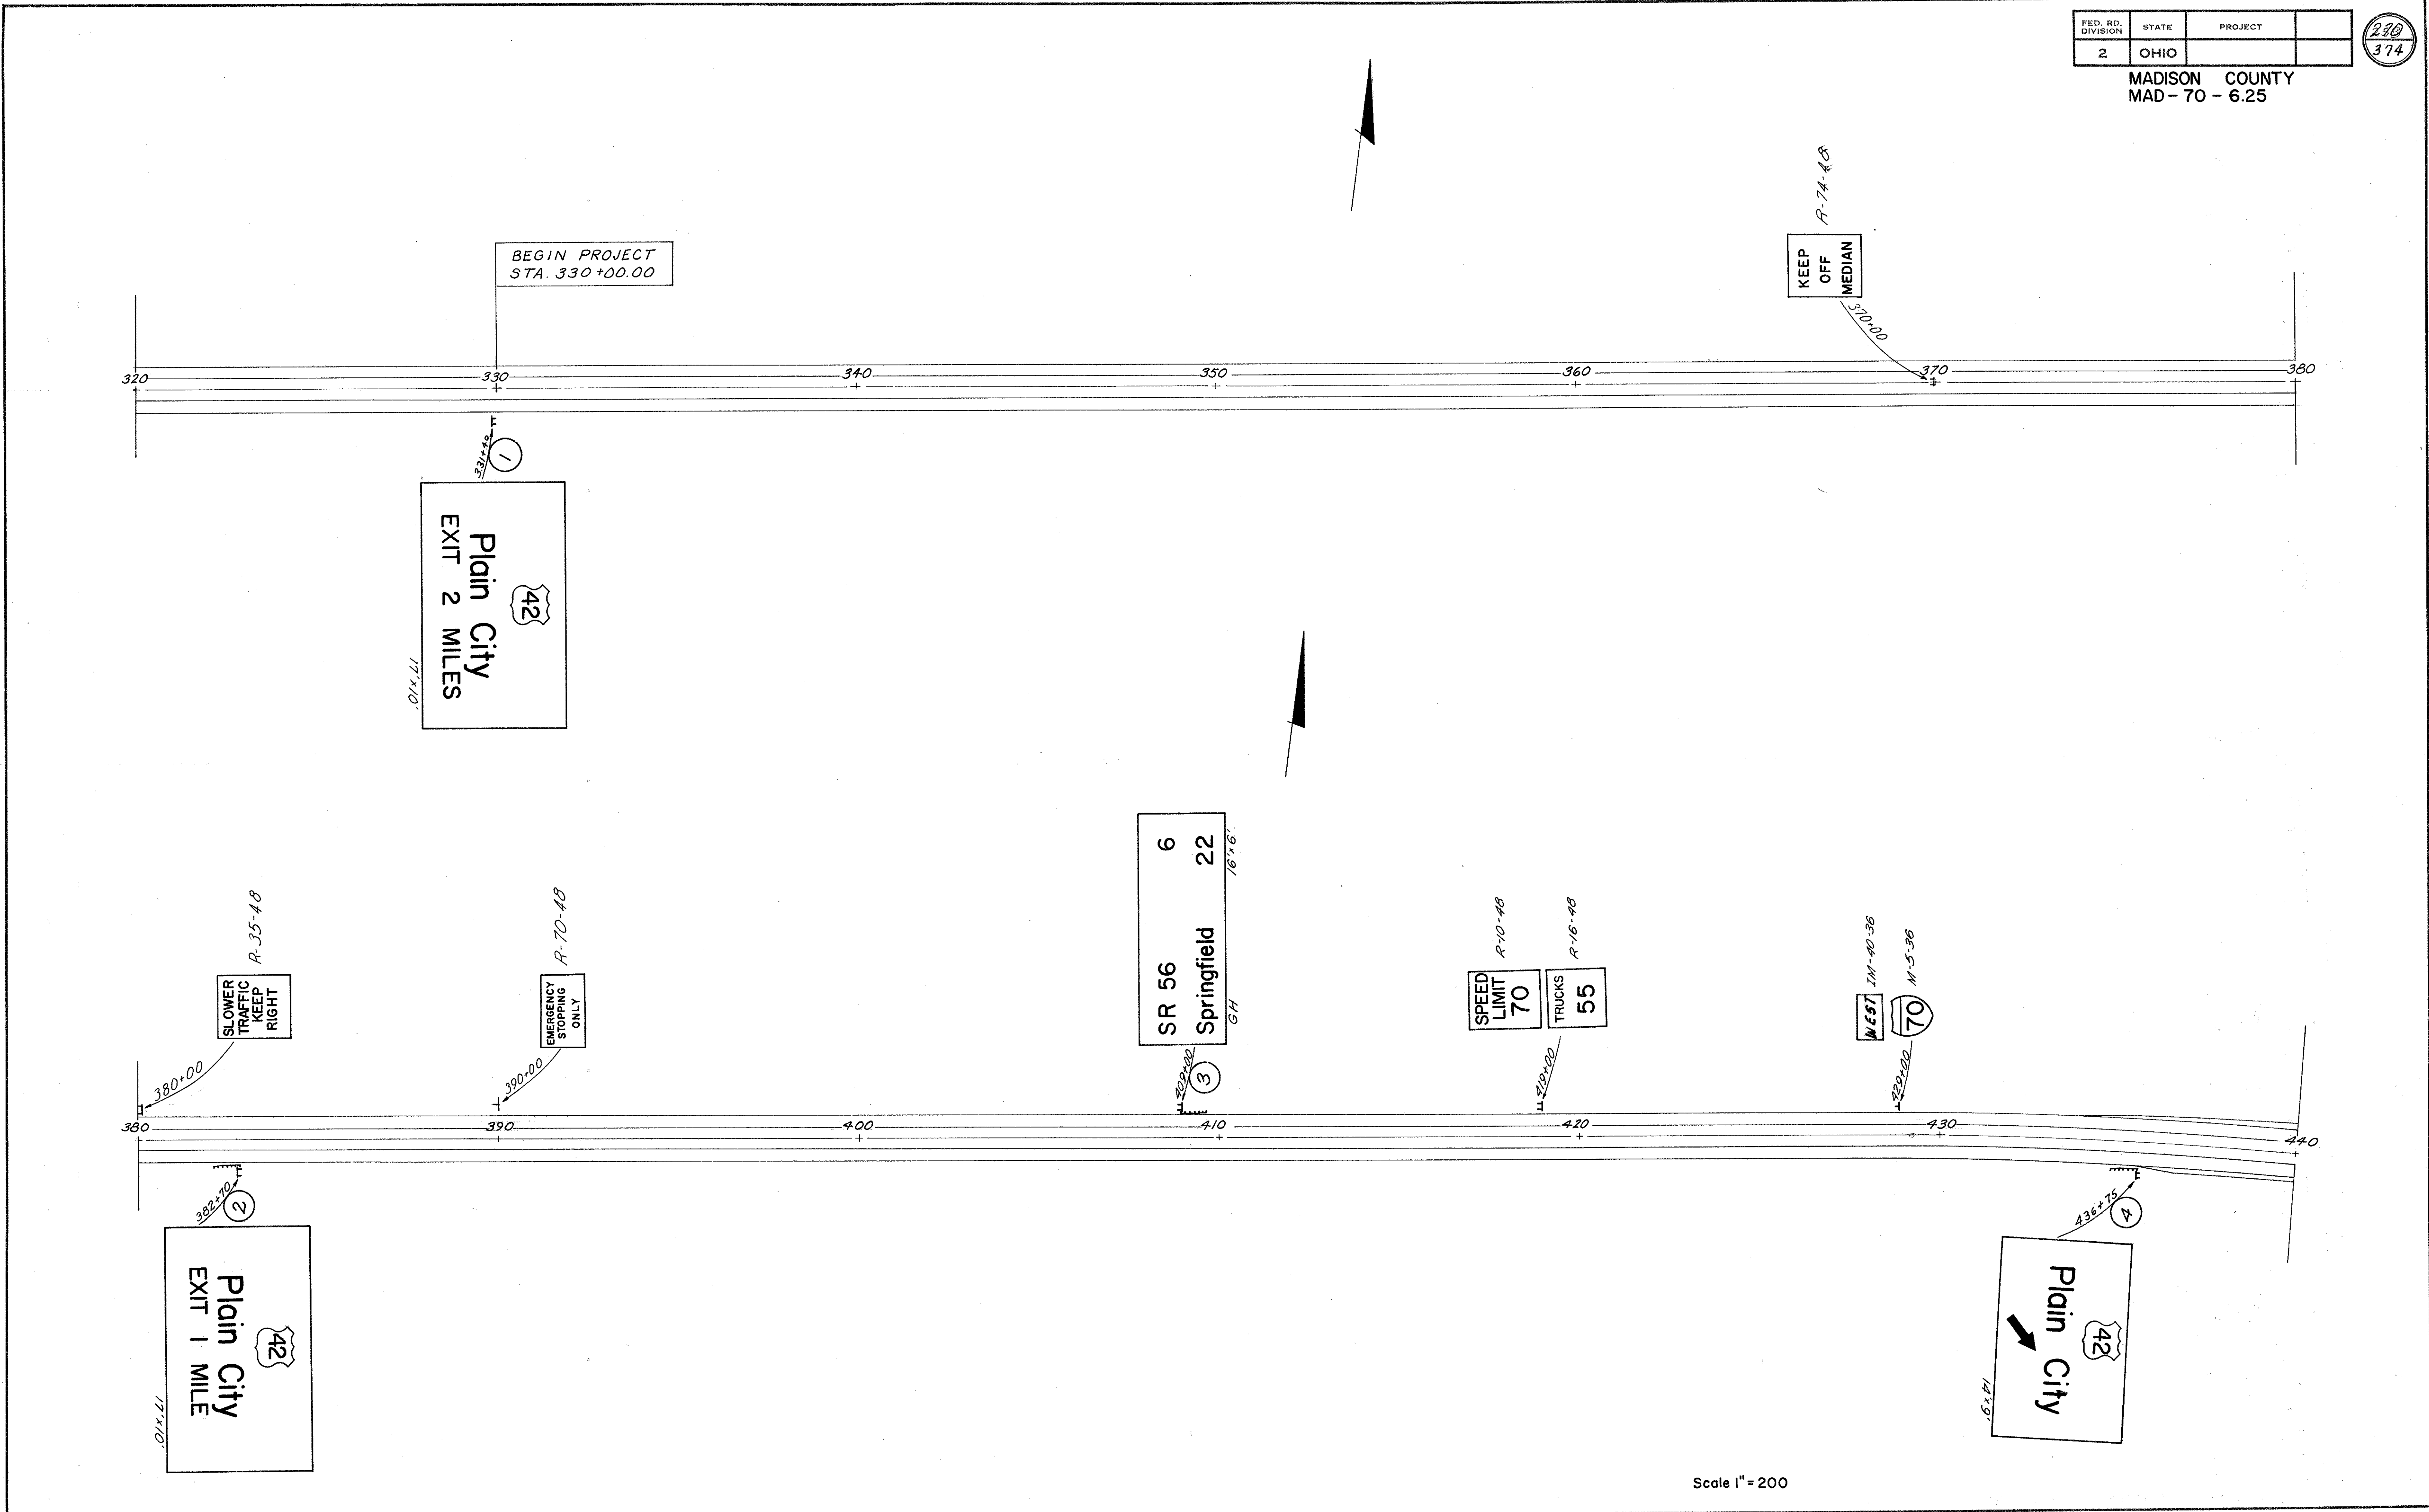 FED. RD. DIVISION STATE PROJECT
2 OHIO
374
MADISON COUNTY
MAD - 70 - 6.25
BEGIN PROJECT
STA. 330+00.00
R-74-48
KEEP
OFF
MEDIAN
370+00
320 330 340 350 360 370 380
331+40
1
42
Plain City
EXIT 2 MILES
17'x10'
R-35-48
SLOWER
TRAFFIC
KEEP
RIGHT
380+00
R-70-48
EMERGENCY
STOPPING
ONLY
390+00
SR 56 6
Springfield 22
16'x6'
GH
409+00
3
R-10-48
SPEED
LIMIT
70
R-16-48
TRUCKS
55
419+00
IM-40-36
WEST
M-5-36
70
429+00
380 390 400 410 420 430 440
382+70
2
42
Plain City
EXIT 1 MILE
17'x10'
436+75
4
42
Plain City
14'x9'
Scale 1" = 200